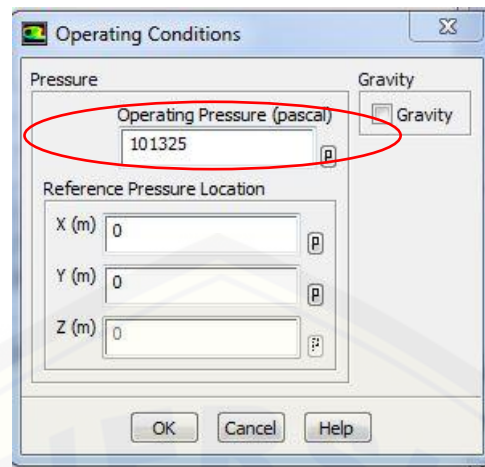 Operating Conditions
Pressure
Gravity
Operating Pressure (pascal)
Gravity
101325
P
Reference Pressure Location
X (m) 0 P
Y (m) 0 P
Z (m) 0 P
OK Cancel Help